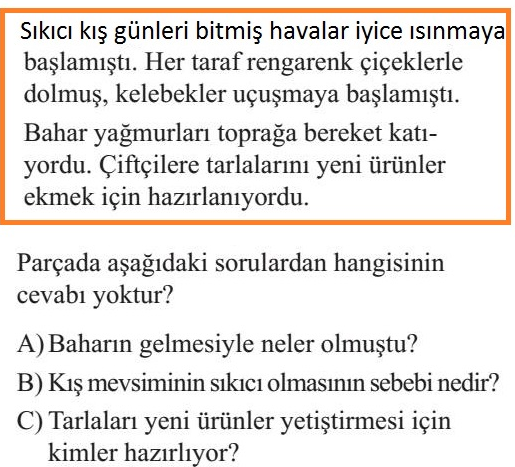 Sıkıcı kış günleri bitmiş havalar iyice ısınmaya
başlamıştı. Her taraf rengarenk çiçeklerle
dolmuş, kelebekler uçuşmaya başlamıştı.
Bahar yağmurları toprağa bereket katı-
yordu. Çiftçilere tarlalarını yeni ürünler
ekmek için hazırlanıyordu.
Parçada aşağıdaki sorulardan hangisinin
cevabı yoktur?
A) Baharın gelmesiyle neler olmuştu?
B) Kış mevsiminin sıkıcı olmasının sebebi nedir?
C) Tarlaları yeni ürünler yetiştirmesi için
kimler hazırlıyor?